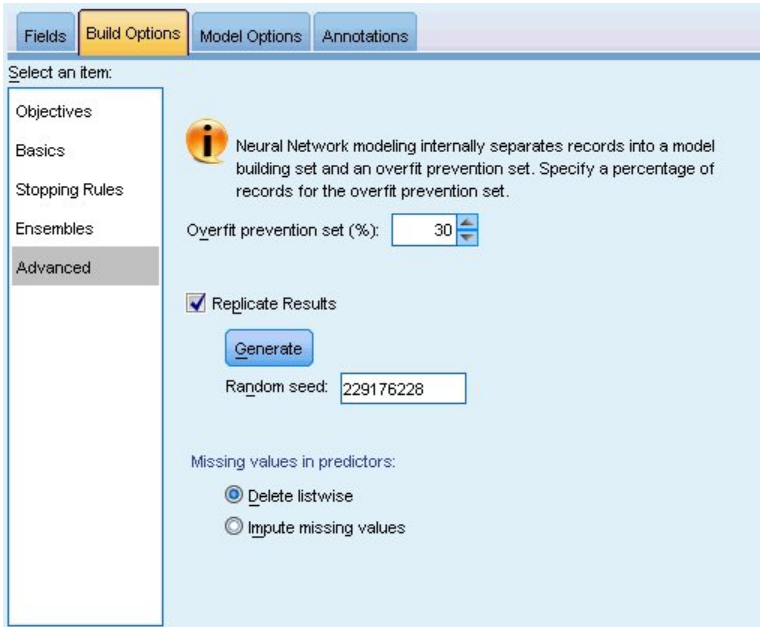 Fields Build Options Model Options Annotations
Select an item:
Objectives
Basics
Stopping Rules
Ensembles
Advanced
Neural Network modeling internally separates records into a model
building set and an overfit prevention set. Specify a percentage of
records for the overfit prevention set.
Overfit prevention set (%): 30
Replicate Results
Generate
Random seed: 229176228
Missing values in predictors:
Delete listwise
Impute missing values